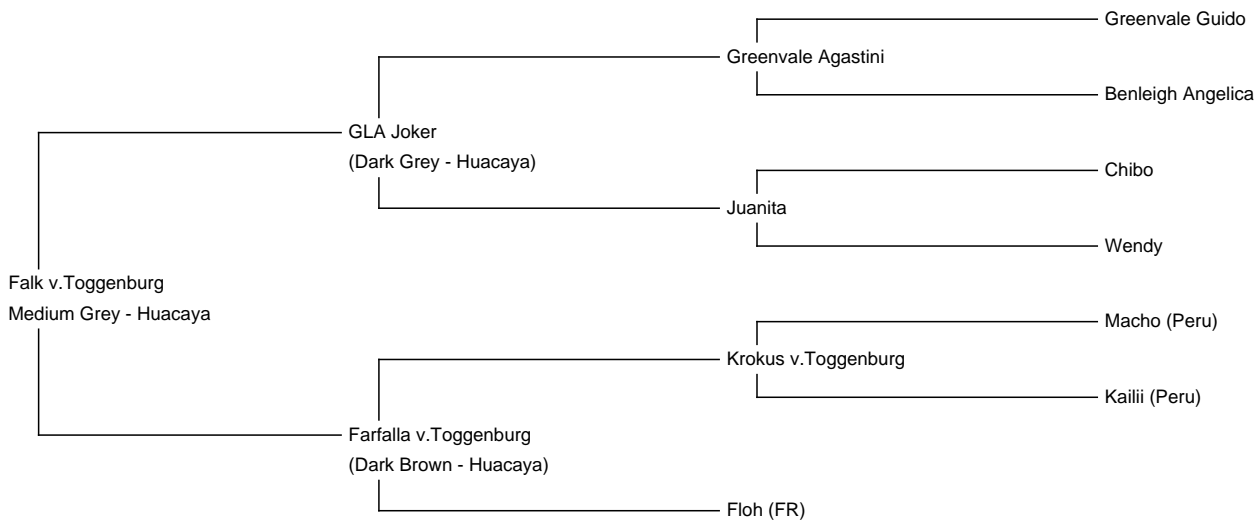 Greenvale Guido
Greenvale Agastini
Benleigh Angelica
GLA Joker
(Dark Grey - Huacaya)
Chibo
Juanita
Wendy
Falk v.Toggenburg
Medium Grey - Huacaya
Macho (Peru)
Krokus v.Toggenburg
Kailii (Peru)
Farfalla v.Toggenburg
(Dark Brown - Huacaya)
Floh (FR)